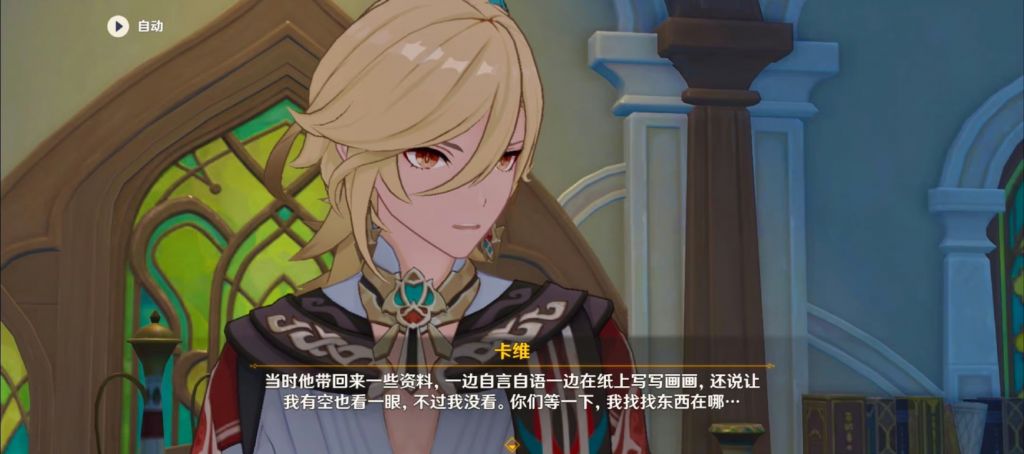 自动
卡维
当时他带回来一些资料，一边自言自语一边在纸上写写画画，还说让
我有空也看一眼，不过我没看。你们等一下，我找找东西在哪…